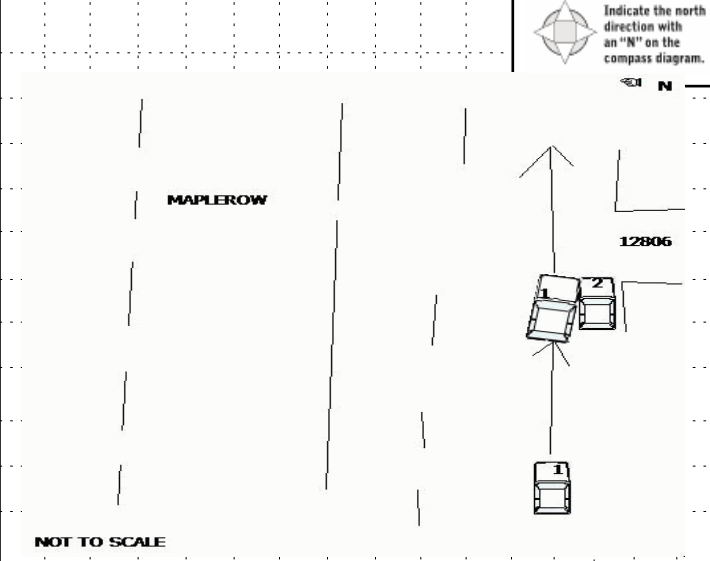 Indicate the north
direction with
an “N” on the
compass diagram.
N
MAPLEROW
12806
2
1
1
NOT TO SCALE